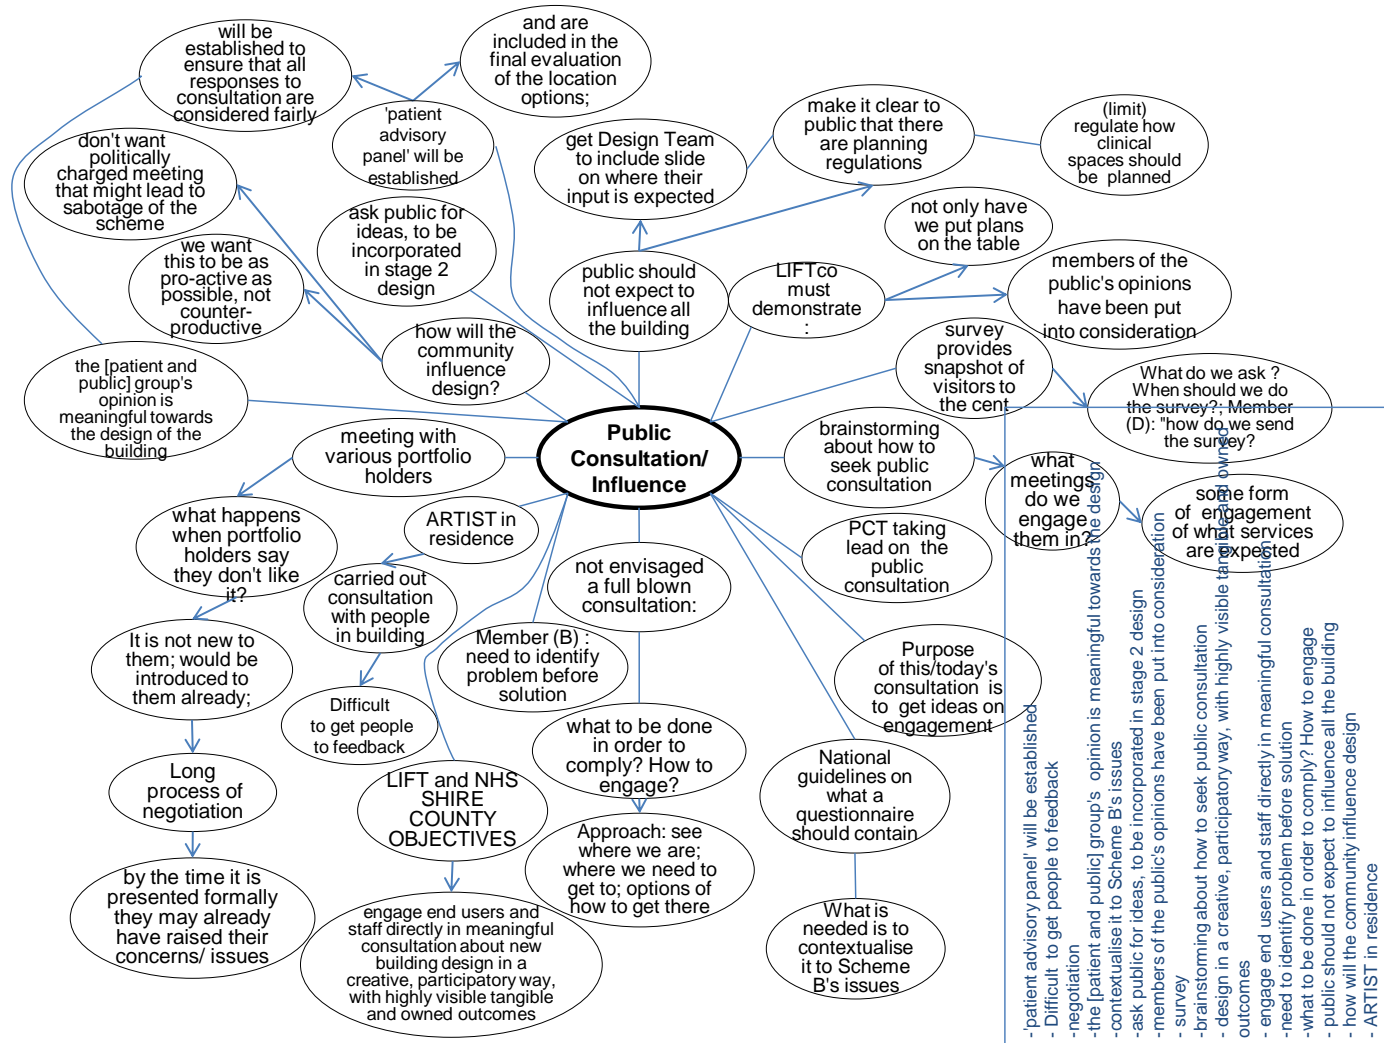 will be
established to
ensure that all
responses to
consultation are
considered fairly
and are
included in the
final evaluation
of the location
options;
'patient
advisory
panel' will be
established
don't want
politically
charged meeting
that might lead to
sabotage of the
scheme
ask public for
ideas, to be
incorporated
in stage 2
design
we want
this to be as
pro-active as
possible, not
counter-
productive
how will the
community
influence
design?
the [patient and
public] group's
opinion is
meaningful towards
the design of the
building
get Design Team
to include slide
on where their
input is expected
make it clear to
public that there
are planning
regulations
(limit)
regulate how
clinical
spaces should
be planned
public should
not expect to
influence all
the building
LIFTco
must
demonstrate
:
not only have
we put plans
on the table
members of the
public's opinions
have been put
into consideration
survey
provides
snapshot of
visitors to
the cent
What do we ask ?
When should we do
the survey?; Member
(D): "how do we send
the survey?
Public
Consultation/
Influence
meeting with
various portfolio
holders
brainstorming
about how to
seek public
consultation
what
meetings
do we
engage
them in?
some form
of engagement
of what services
are expected
what happens
when portfolio
holders say
they don't like
it?
ARTIST in
residence
carried out
consultation
with people
in building
Difficult
to get people
to feedback
It is not new to
them; would be
introduced to
them already;
Long
process of
negotiation
by the time it is
presented formally
they may already
have raised their
concerns/ issues
not envisaged
a full blown
consultation:
Member (B) :
need to identify
problem before
solution
what to be done
in order to
comply? How to
engage?
Approach: see
where we are;
where we need to
get to; options of
how to get there
LIFT and NHS
SHIRE
COUNTY
OBJECTIVES
engage end users and
staff directly in meaningful
consultation about new
building design in a
creative, participatory way,
with highly visible tangible
and owned outcomes
PCT taking
lead on the
public
consultation
Purpose
of this/today's
consultation is
to get ideas on
engagement
National
guidelines on
what a
questionnaire
should contain
What is
needed is to
contextualise
it to Scheme
B's issues
-'patient advisory panel' will be established
- Difficult to get people to feedback
-negotiation
-the [patient and public] group's opinion is meaningful towards the design
-contextualise it to Scheme B's issues
-ask public for ideas, to be incorporated in stage 2 design
-members of the public's opinions have been put into consideration
- survey
-brainstorming about how to seek public consultation
- design in a creative, participatory way, with highly visible tangible and owned
outcomes
- engage end users and staff directly in meaningful consultation
-need to identify problem before solution
-what to be done in order to comply? How to engage
- public should not expect to influence all the building
- how will the community influence design
- ARTIST in residence